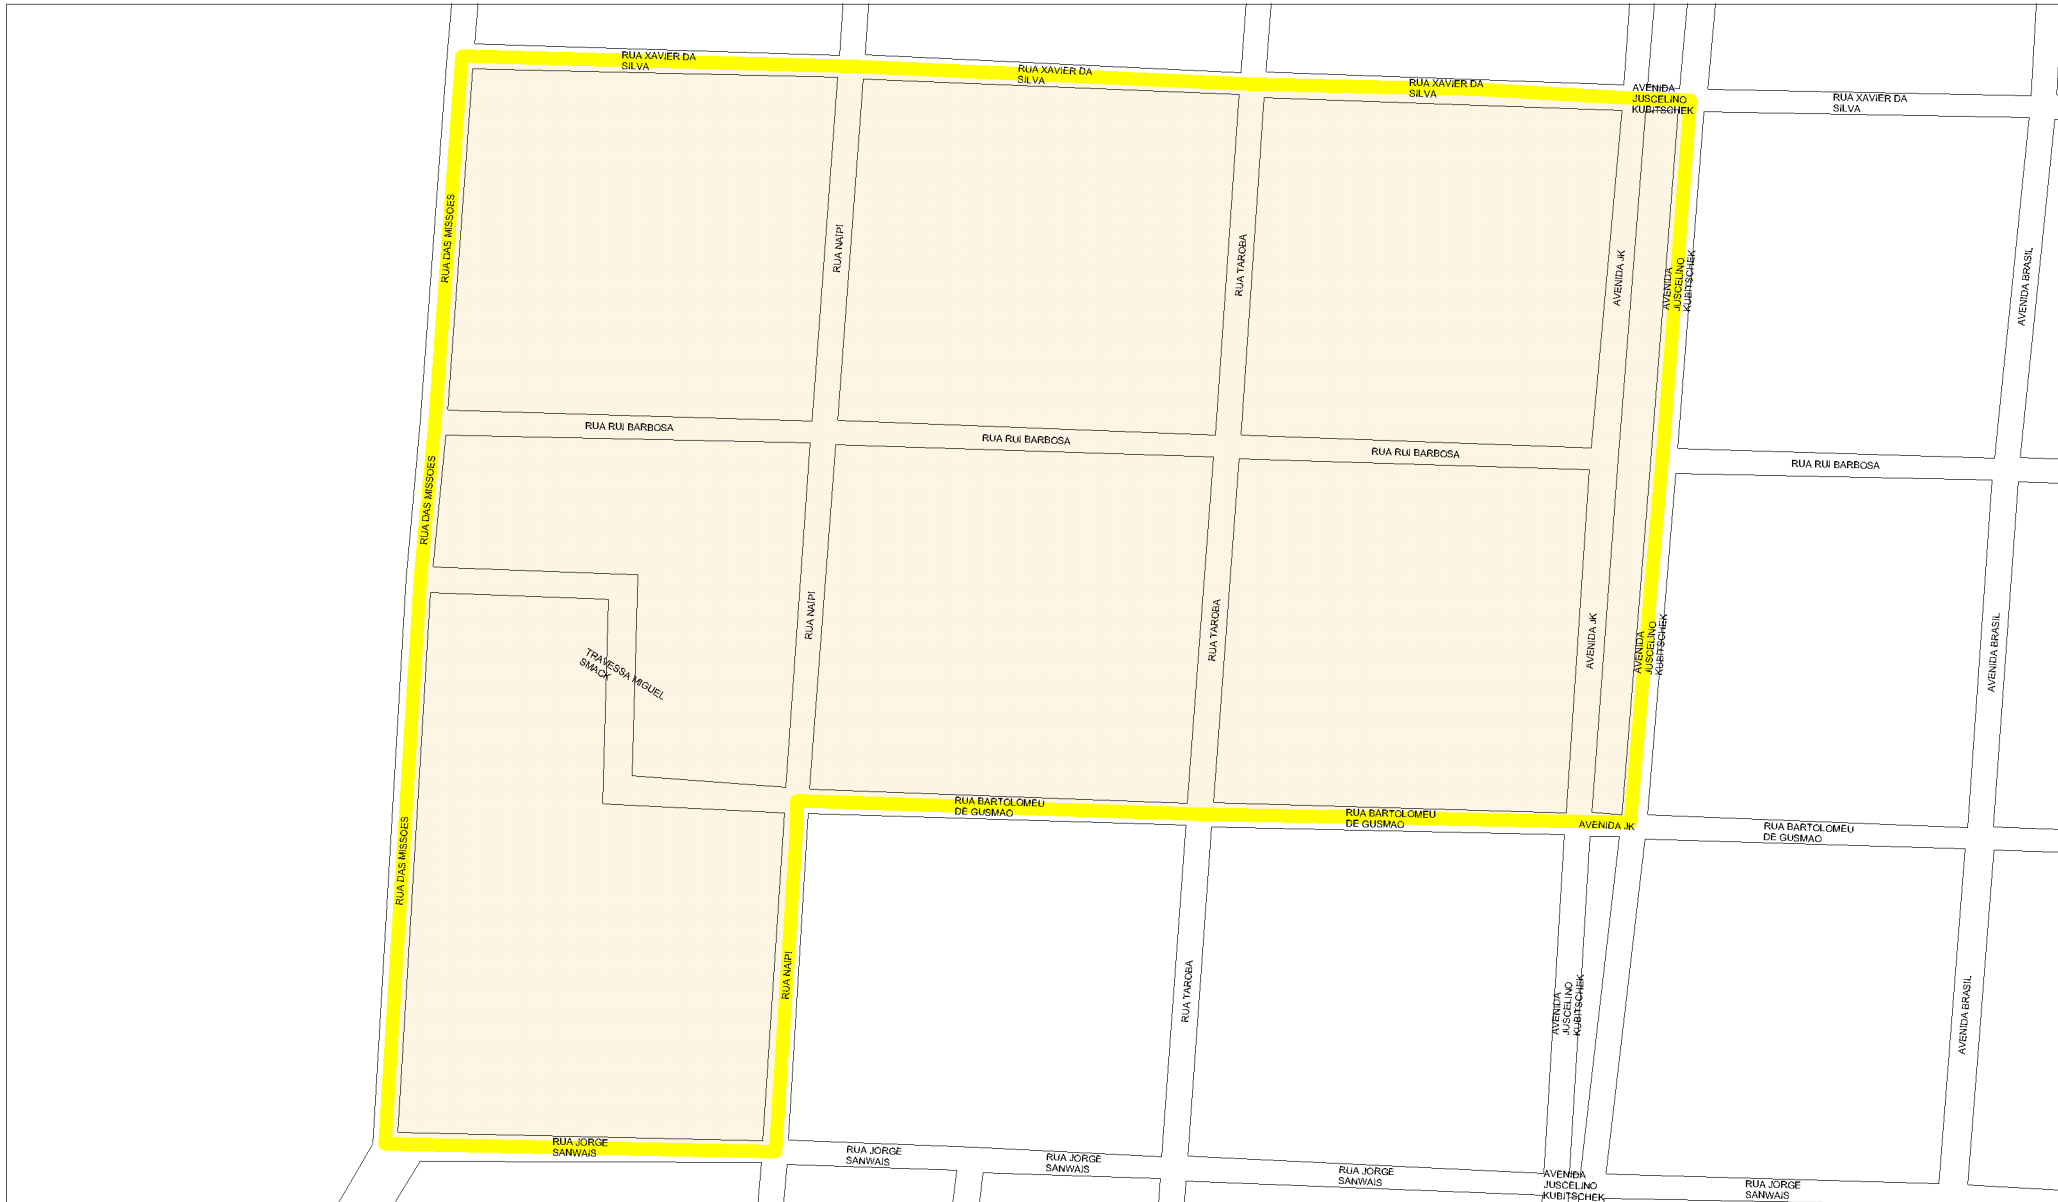 RUA XAVIER DA
SILVA
RUA XAVIER DA
SILVA
RUA XAVIER DA
SILVA
AVENIDA
JUSCELINO
KUBITSCHEK
RUA XAVIER DA
SILVA
RUA DAS MISSOES
RUA NAIPI
RUA TAROBA
AVENIDA JK
AVENIDA
JUSCELINO
KUBITSCHEK
AVENIDA BRASIL
RUA RUI BARBOSA
RUA RUI BARBOSA
RUA RUI BARBOSA
RUA RUI BARBOSA
RUA DAS MISSOES
RUA NAIPI
RUA TAROBA
AVENIDA JK
AVENIDA
JUSCELINO
KUBITSCHEK
AVENIDA BRASIL
TRAVESSA MIGUEL
SMACK
RUA BARTOLOMEU
DE GUSMAO
RUA BARTOLOMEU
DE GUSMAO
AVENIDA JK
RUA BARTOLOMEU
DE GUSMAO
RUA DAS MISSOES
RUA NAIPI
RUA TAROBA
AVENIDA
JUSCELINO
KUBITSCHEK
AVENIDA BRASIL
RUA JORGE
SANWAIS
RUA JORGE
SANWAIS
RUA JORGE
SANWAIS
RUA JORGE
SANWAIS
AVENIDA
JUSCELINO
KUBITSCHEK
RUA JORGE
SANWAIS